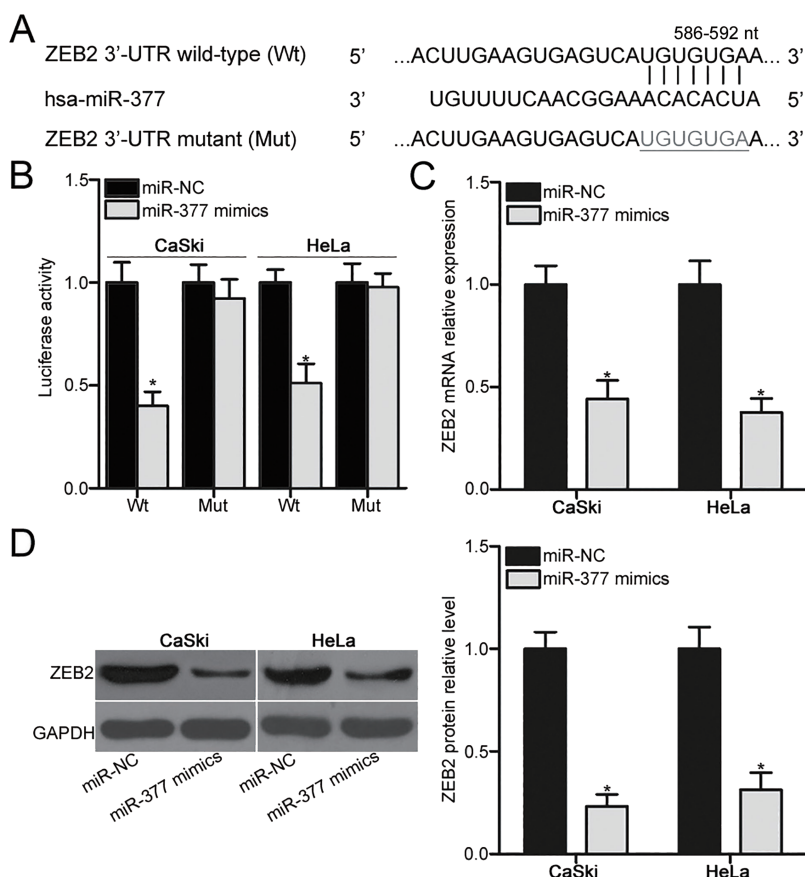 A
586-592 nt
ZEB2 3’-UTR wild-type (Wt) 5’ ...ACUUGAAGUGAGUCAUGUGUGAA... 3’
hsa-miR-377 3’ UGUUUUCAACGGAAACACACUA 5’
ZEB2 3’-UTR mutant (Mut) 5’ ...ACUUGAAGUGAGUCAUGUGUGAA... 3’
B
1.5
1.0
0.5
0.0
Luciferase activity
miR-NC
miR-377 mimics
CaSki HeLa
*
*
Wt Mut Wt Mut
C
1.5
1.0
0.5
0.0
ZEB2 mRNA relative expression
miR-NC
miR-377 mimics
*
*
CaSki HeLa
D
CaSki HeLa
ZEB2
GAPDH
miR-NC miR-377 mimics miR-NC miR-377 mimics
1.5
1.0
0.5
0.0
ZEB2 protein relative level
miR-NC
miR-377 mimics
*
*
CaSki HeLa